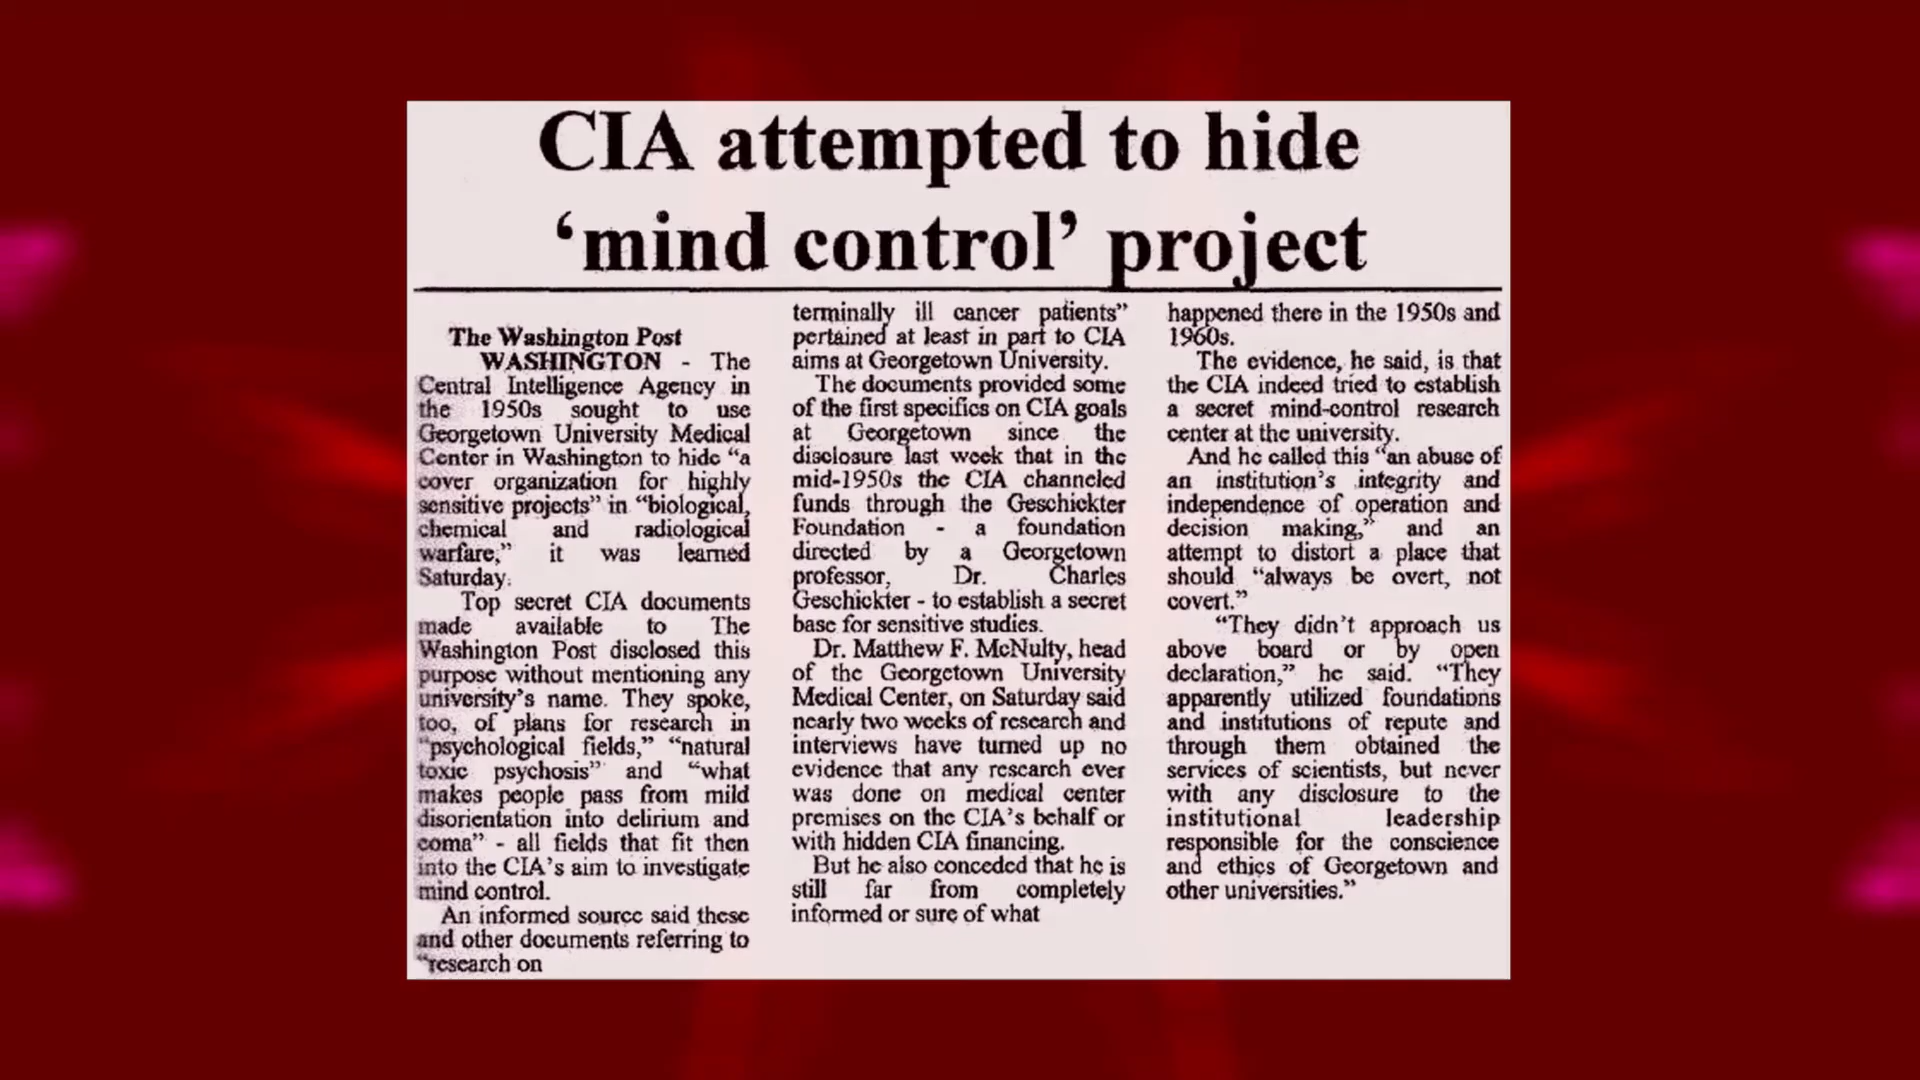 CIA attempted to hide
‘mind control’ project
The Washington Post
WASHINGTON - The
Central Intelligence Agency in
the 1950s sought to use
Georgetown University Medical
Center in Washington to hide “a
cover organization for highly
sensitive projects” in “biological,
chemical and radiological
warfare,” it was learned
Saturday.
Top secret CIA documents
made available to The
Washington Post disclosed this
purpose without mentioning any
university’s name. They spoke,
too, of plans for research in
“psychological fields,” “natural
toxic psychosis” and “what
makes people pass from mild
disorientation into delirium and
coma” - all fields that fit then
into the CIA’s aim to investigate
mind control.
An informed source said these
and other documents referring to
“research on
terminally ill cancer patients”
pertained at least in part to CIA
aims at Georgetown University.
The documents provided some
of the first specifics on CIA goals
at Georgetown since the
disclosure last week that in the
mid-1950s the CIA channeled
funds through the Geschickter
Foundation - a foundation
directed by a Georgetown
professor, Dr. Charles
Geschickter - to establish a secret
base for sensitive studies.
Dr. Matthew F. McNulty, head
of the Georgetown University
Medical Center, on Saturday said
nearly two weeks of research and
interviews have turned up no
evidence that any research ever
was done on medical center
premises on the CIA’s behalf or
with hidden CIA financing.
But he also conceded that he is
still far from completely
informed or sure of what
happened there in the 1950s and
1960s.
The evidence, he said, is that
the CIA indeed tried to establish
a secret mind-control research
center at the university.
And he called this “an abuse of
an institution’s integrity and
independence of operation and
decision making,” and an
attempt to distort a place that
should “always be overt, not
covert.”
“They didn’t approach us
above board or by open
declaration,” he said. “They
apparently utilized foundations
and institutions of repute and
through them obtained the
services of scientists, but never
with any disclosure to the
institutional leadership
responsible for the conscience
and ethics of Georgetown and
other universities.”